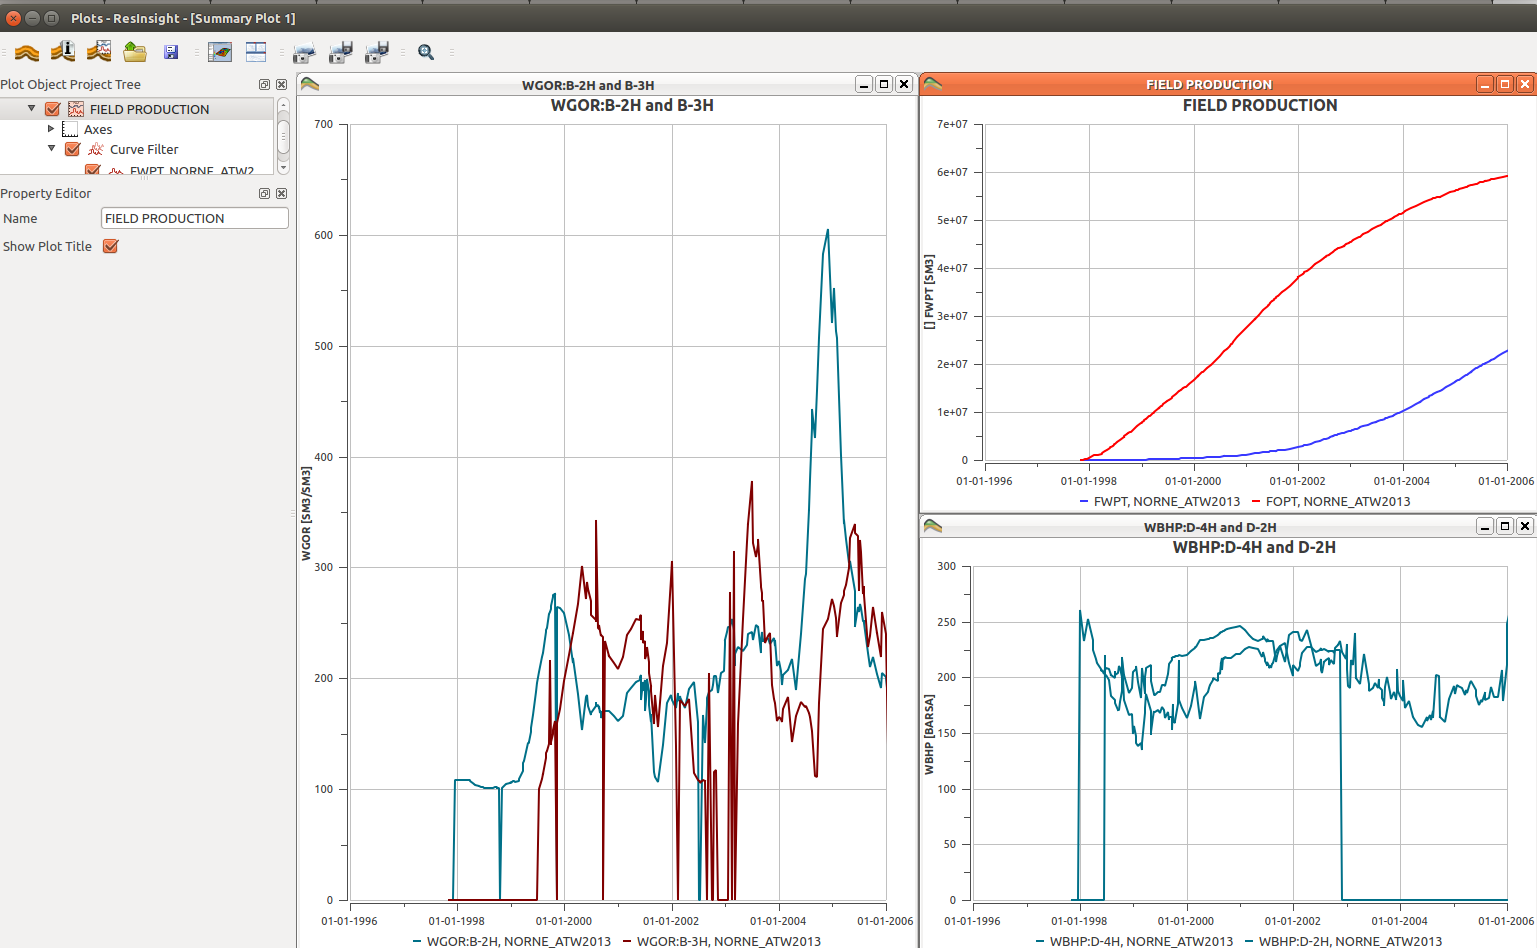 Plots - ResInsight - [Summary Plot 1]
Plot Object Project Tree
FIELD PRODUCTION
Axes
Curve Filter
FWPT, NORNE_ATW2
Property Editor
Name
FIELD PRODUCTION
Show Plot Title
WGOR:B-2H and B-3H
WGOR:B-2H and B-3H
WGOR [SM3/SM3]
700
600
500
400
300
200
100
0
01-01-1996
01-01-1998
01-01-2000
01-01-2002
01-01-2004
01-01-2006
WGOR:B-2H, NORNE_ATW2013
WGOR:B-3H, NORNE_ATW2013
FIELD PRODUCTION
FIELD PRODUCTION
[] FWPT [SM3]
7e+07
6e+07
5e+07
4e+07
3e+07
2e+07
1e+07
0
01-01-1996
01-01-1998
01-01-2000
01-01-2002
01-01-2004
01-01-2006
FWPT, NORNE_ATW2013
FOPT, NORNE_ATW2013
WBHP:D-4H and D-2H
WBHP:D-4H and D-2H
WBHP [BARSA]
300
250
200
150
100
50
0
01-01-1996
01-01-1998
01-01-2000
01-01-2002
01-01-2004
01-01-2006
WBHP:D-4H, NORNE_ATW2013
WBHP:D-2H, NORNE_ATW2013